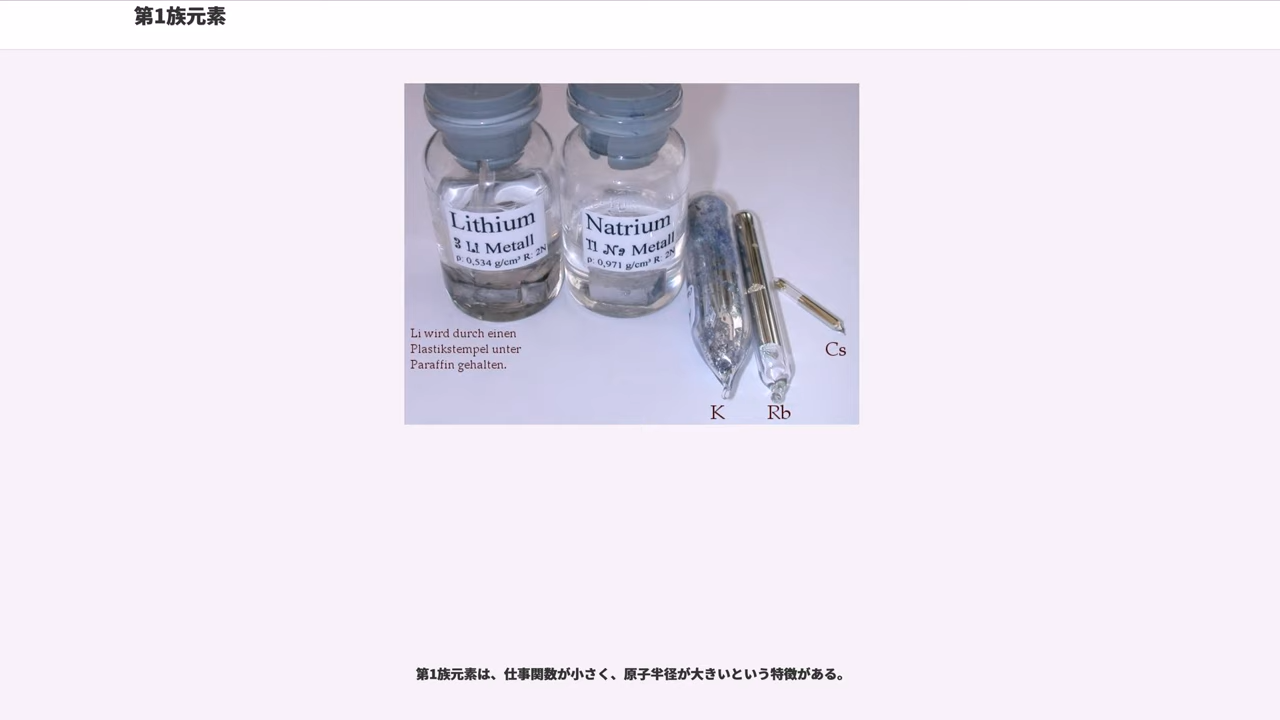 第1族元素
Lithium
3 Li Metall
ρ: 0,534 g/cm³ R: 2N
Natrium
11 Na Metall
ρ: 0,971 g/cm³ R: 2N
Li wird durch einen
Plastikstempel unter
Paraffin gehalten.
Cs
K
Rb
第1族元素は、仕事関数が小さく、原子半径が大きいという特徴がある。